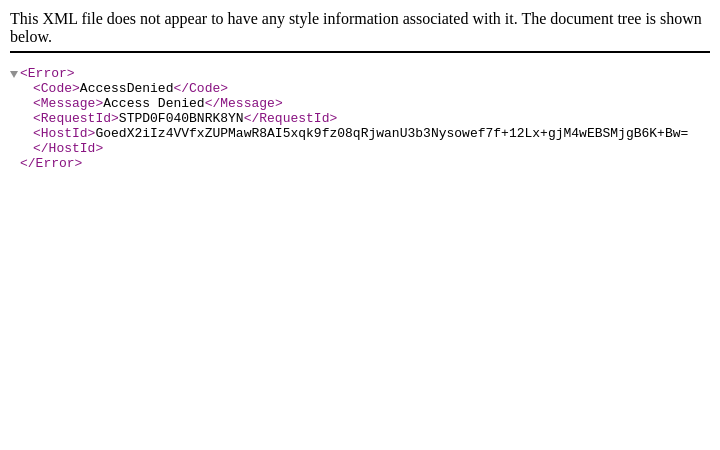 This XML file does not appear to have any style information associated with it. The document tree is shown
below.
<Error>
<Code>AccessDenied</Code>
<Message>Access Denied</Message>
<RequestId>STPD0F040BNRK8YN</RequestId>
<HostId>GoedX2iIz4VVfxZUPMawR8AI5xqk9fz08qRjwanU3b3Nysowef7f+12Lx+gjM4wEBSMjgB6K+Bw=
</HostId>
</Error>